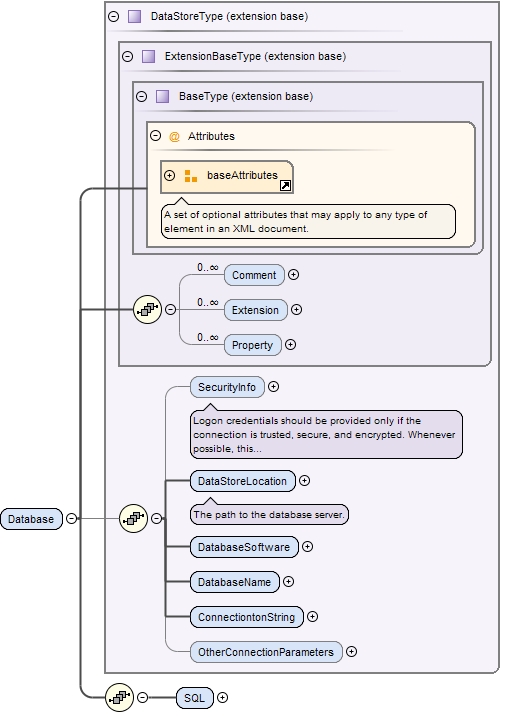 DataStoreType (extension base)
ExtensionBaseType (extension base)
BaseType (extension base)
@ Attributes
baseAttributes
A set of optional attributes that may apply to any type of
element in an XML document.
0..∞
Comment
0..∞
Extension
0..∞
Property
SecurityInfo
Logon credentials should be provided only if the
connection is trusted, secure, and encrypted. Whenever
possible, this...
DataStoreLocation
The path to the database server.
Database
DatabaseSoftware
DatabaseName
ConnectiontonString
OtherConnectionParameters
SQL